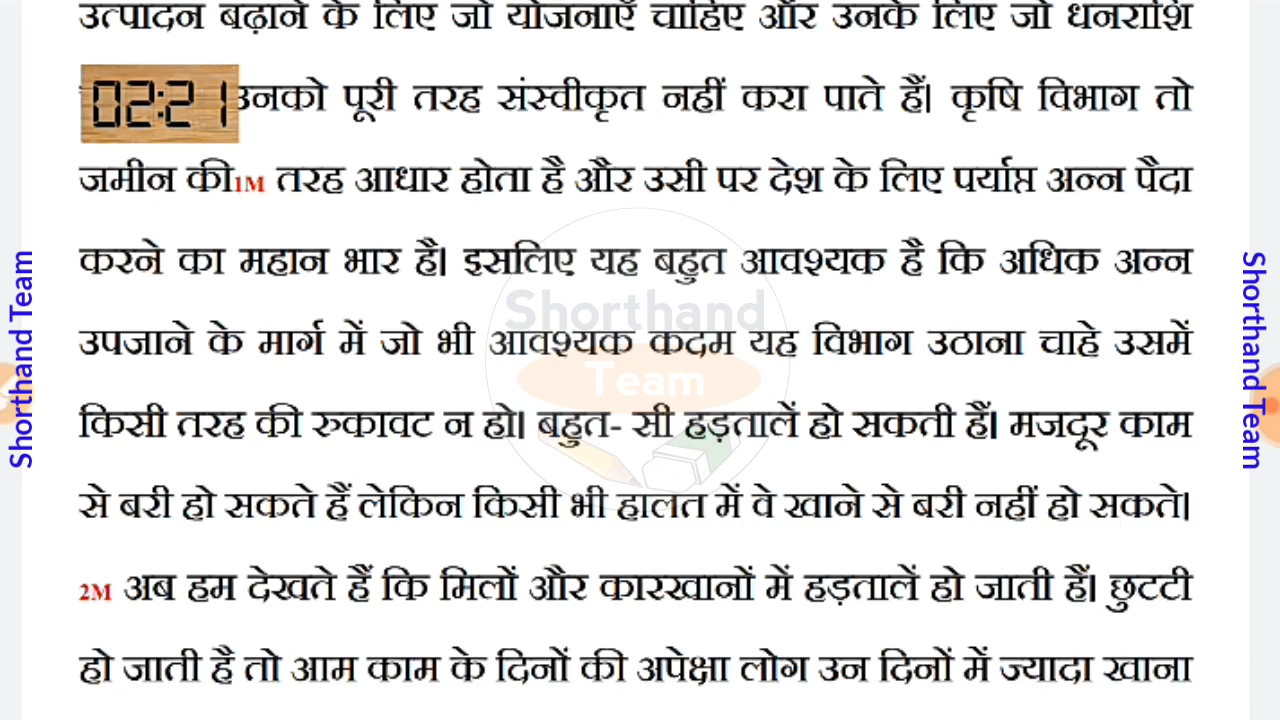 उत्पादन बढ़ाने के लिए जो योजनाएँ चाहिए और उनके लिए जो धनराशि
02:21 उनको पूरी तरह संस्वीकृत नहीं करा पाते हैं। कृषि विभाग तो
जमीन की1M तरह आधार होता है और उसी पर देश के लिए पर्याप्त अन्न पैदा
करने का महान भार है। इसलिए यह बहुत आवश्यक है कि अधिक अन्न
उपजाने के मार्ग में जो भी आवश्यक कदम यह विभाग उठाना चाहे उसमें
किसी तरह की रुकावट न हो। बहुत- सी हड़तालें हो सकती हैं। मजदूर काम
से बरी हो सकते हैं लेकिन किसी भी हालत में वे खाने से बरी नहीं हो सकते।
2M अब हम देखते हैं कि मिलों और कारखानों में हड़तालें हो जाती हैं। छुटटी
हो जाती है तो आम काम के दिनों की अपेक्षा लोग उन दिनों में ज्यादा खाना
Shorthand Team
Shorthand Team
Shorthand
Team